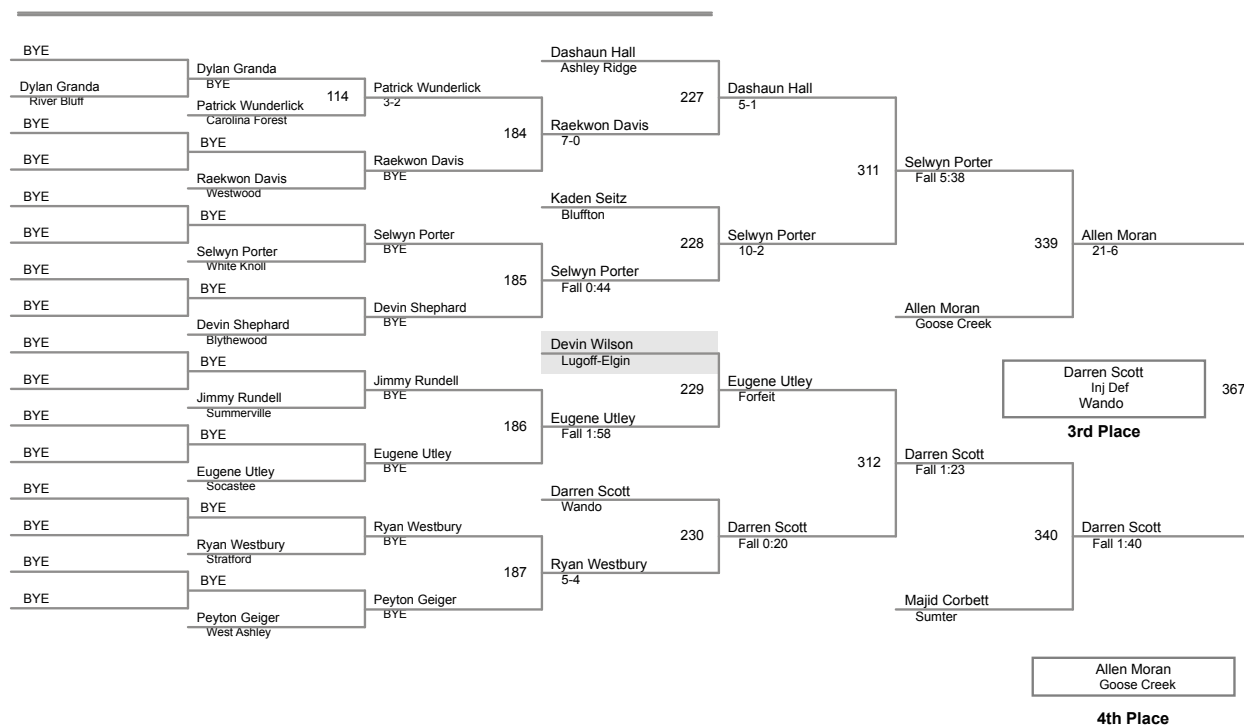 BYE
Dylan Granda
River Bluff
BYE
BYE
BYE
BYE
BYE
BYE
BYE
BYE
BYE
BYE
BYE
BYE
BYE
BYE
Dylan Granda
BYE
114
Patrick Wunderlick
Carolina Forest
BYE
Raekwon Davis
Westwood
BYE
Selwyn Porter
White Knoll
BYE
Devin Shephard
Blythewood
BYE
Jimmy Rundell
Summerville
BYE
Eugene Utley
Socastee
BYE
Ryan Westbury
Stratford
BYE
Peyton Geiger
West Ashley
Patrick Wunderlick
3-2
184
Raekwon Davis
BYE
Selwyn Porter
BYE
185
Devin Shephard
BYE
Jimmy Rundell
BYE
186
Eugene Utley
BYE
Ryan Westbury
BYE
187
Peyton Geiger
BYE
Dashaun Hall
Ashley Ridge
227
Raekwon Davis
7-0
Kaden Seitz
Bluffton
228
Selwyn Porter
Fall 0:44
Devin Wilson
Lugoff-Elgin
229
Eugene Utley
Fall 1:58
Darren Scott
Wando
230
Ryan Westbury
5-4
Dashaun Hall
5-1
311
Selwyn Porter
10-2
Eugene Utley
Forfeit
312
Darren Scott
Fall 0:20
Selwyn Porter
Fall 5:38
339
Allen Moran
Goose Creek
Darren Scott
Fall 1:23
340
Majid Corbett
Sumter
Allen Moran
21-6
Darren Scott
Inj Def
Wando
367
3rd Place
Darren Scott
Fall 1:40
Allen Moran
Goose Creek
4th Place